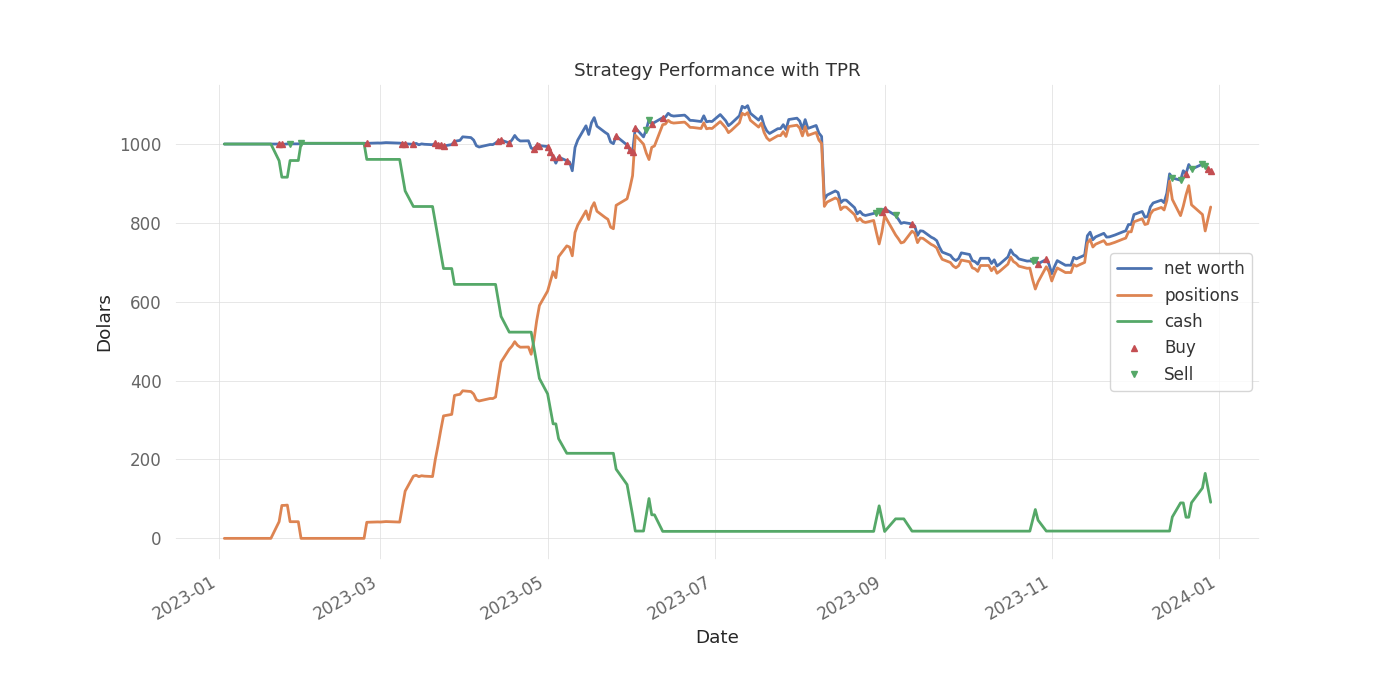 Strategy Performance with TPR
Dolars
1000
800
600
400
200
0
net worth
positions
cash
Buy
Sell
2023-01
2023-03
2023-05
2023-07
2023-09
2023-11
2024-01
Date